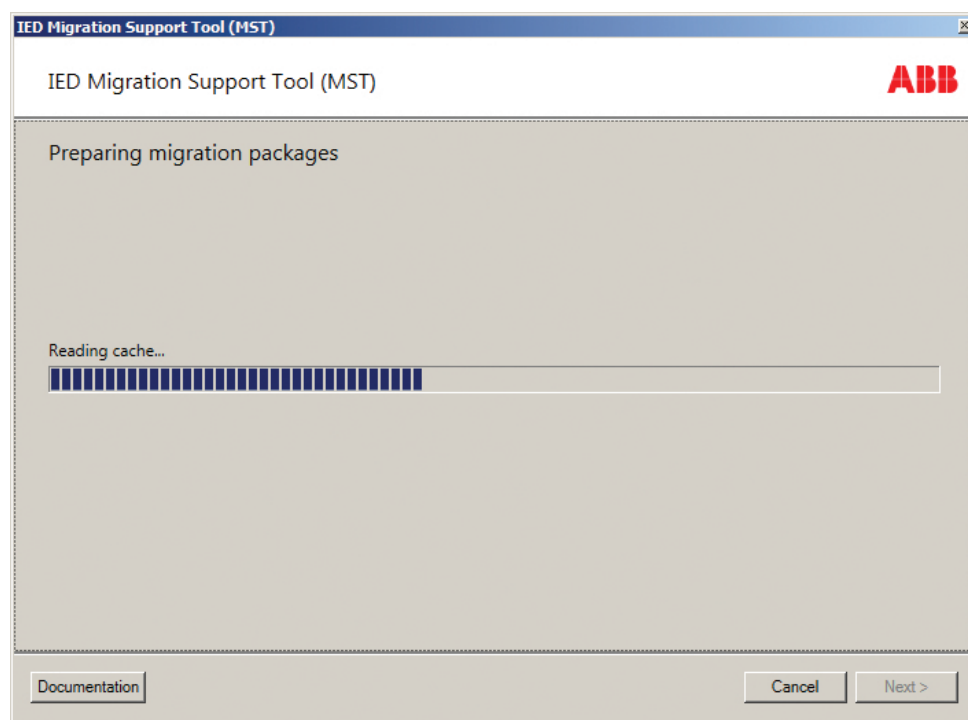 IED Migration Support Tool (MST)
IED Migration Support Tool (MST)
ABB
Preparing migration packages
Reading cache...
Documentation
Cancel
Next >